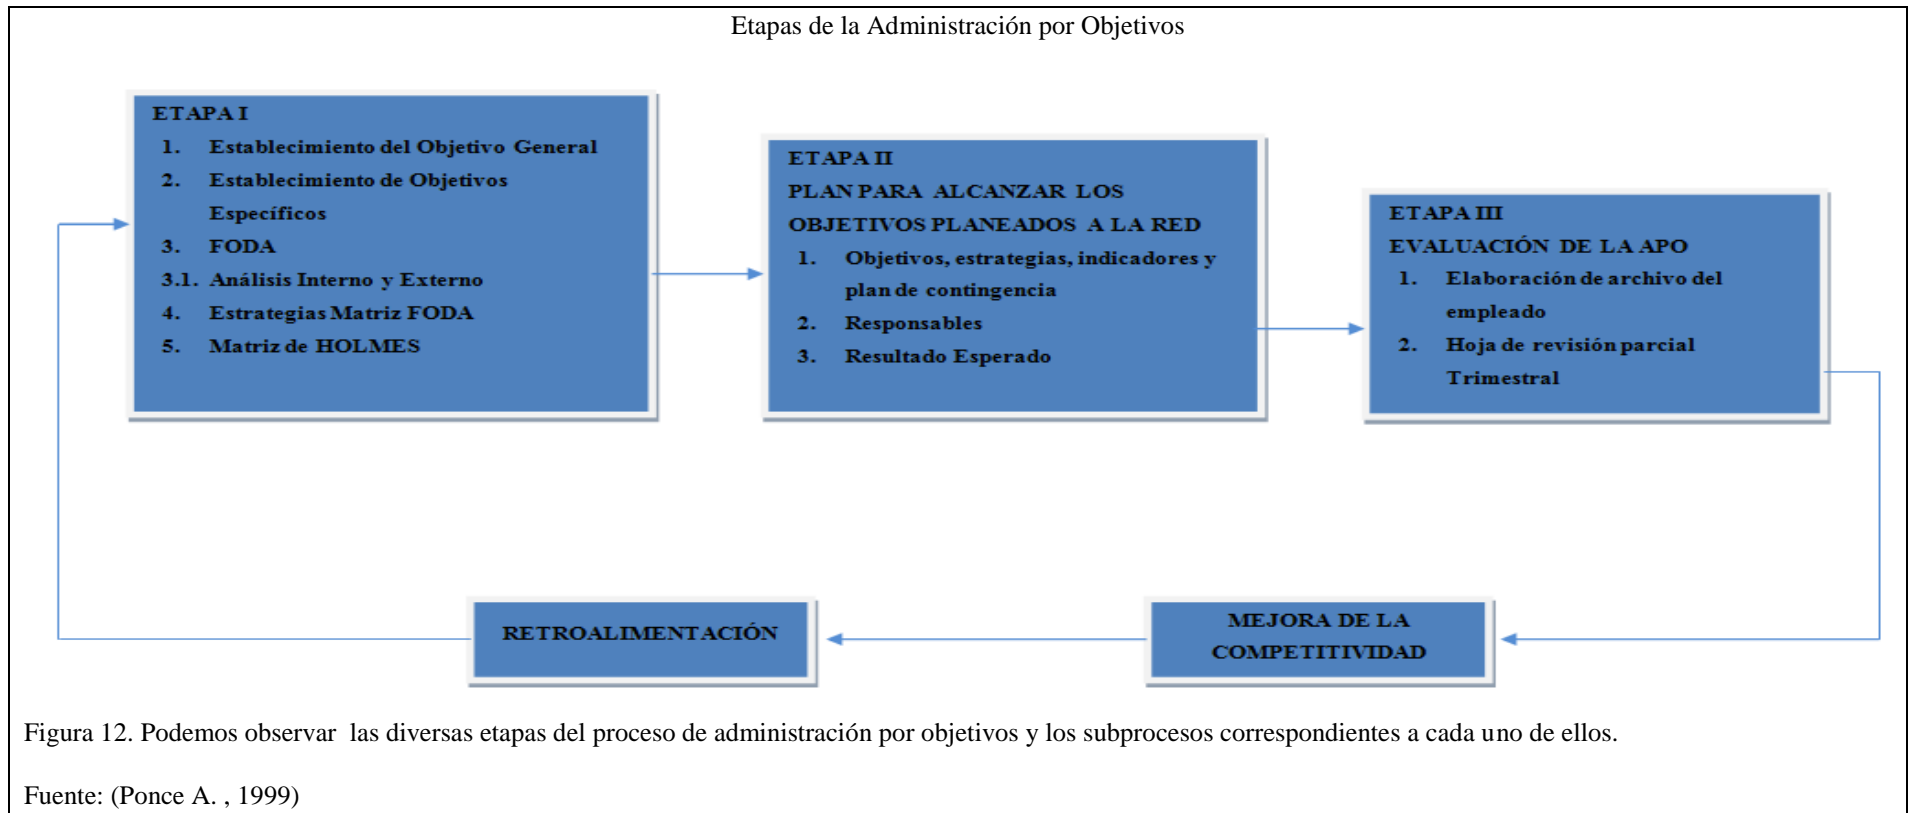 Etapas de la Administración por Objetivos
ETAPA I
1. Establecimiento del Objetivo General
2. Establecimiento de Objetivos
Específicos
3. FODA
3.1. Análisis Interno y Externo
4. Estrategias Matriz FODA
5. Matriz de HOLMES
ETAPA II
PLAN PARA ALCANZAR LOS
OBJETIVOS PLANEADOS A LA RED
1. Objetivos, estrategias, indicadores y
plan de contingencia
2. Responsables
3. Resultado Esperado
ETAPA III
EVALUACIÓN DE LA APO
1. Elaboración de archivo del
empleado
2. Hoja de revisión parcial
Trimestral
RETROALIMENTACIÓN
MEJORA DE LA
COMPETITIVIDAD
Figura 12. Podemos observar las diversas etapas del proceso de administración por objetivos y los subprocesos correspondientes a cada uno de ellos.
Fuente: (Ponce A. , 1999)